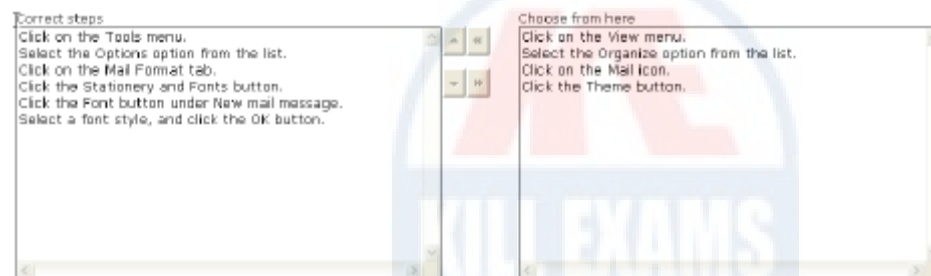 Correct steps
Click on the Tools menu.
Select the Options option from the list.
Click on the Mail Format tab.
Click the Stationery and Fonts button.
Click the Font button under New mail message.
Select a font style, and click the OK button.
Choose from here
Click on the View menu.
Select the Organize option from the list.
Click on the Mail icon.
Click the Theme button.
KILL EXAMS